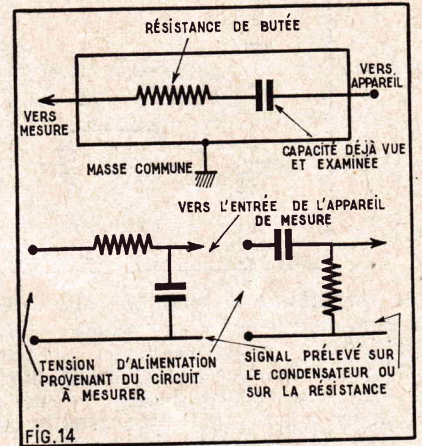 RÉSISTANCE DE BUTÉE
VERS
MESURE
VERS
APPAREIL
MASSE COMMUNE
CAPACITÉ DÉJÀ VUE
ET EXAMINÉE
VERS L'ENTRÉE DE L'APPAREIL
DE MESURE
TENSION D'ALIMENTATION
PROVENANT DU CIRCUIT
À MESURER
SIGNAL PRÉLEVÉ SUR
LE CONDENSATEUR OU
SUR LA RÉSISTANCE
FIG.14